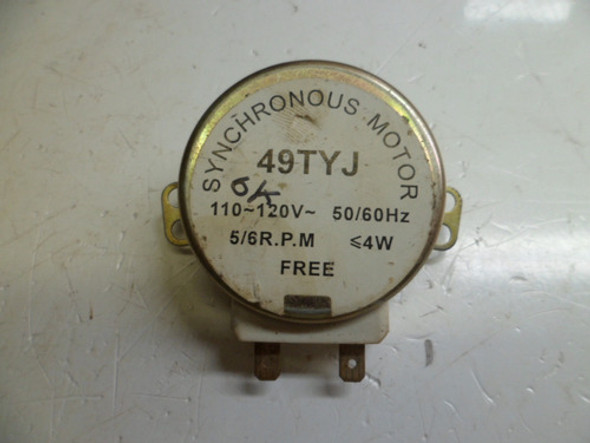 SYNCHRONOUS MOTOR
49TYJ
OK
110~120V~ 50/60Hz
5/6R.P.M ≤4W
FREE